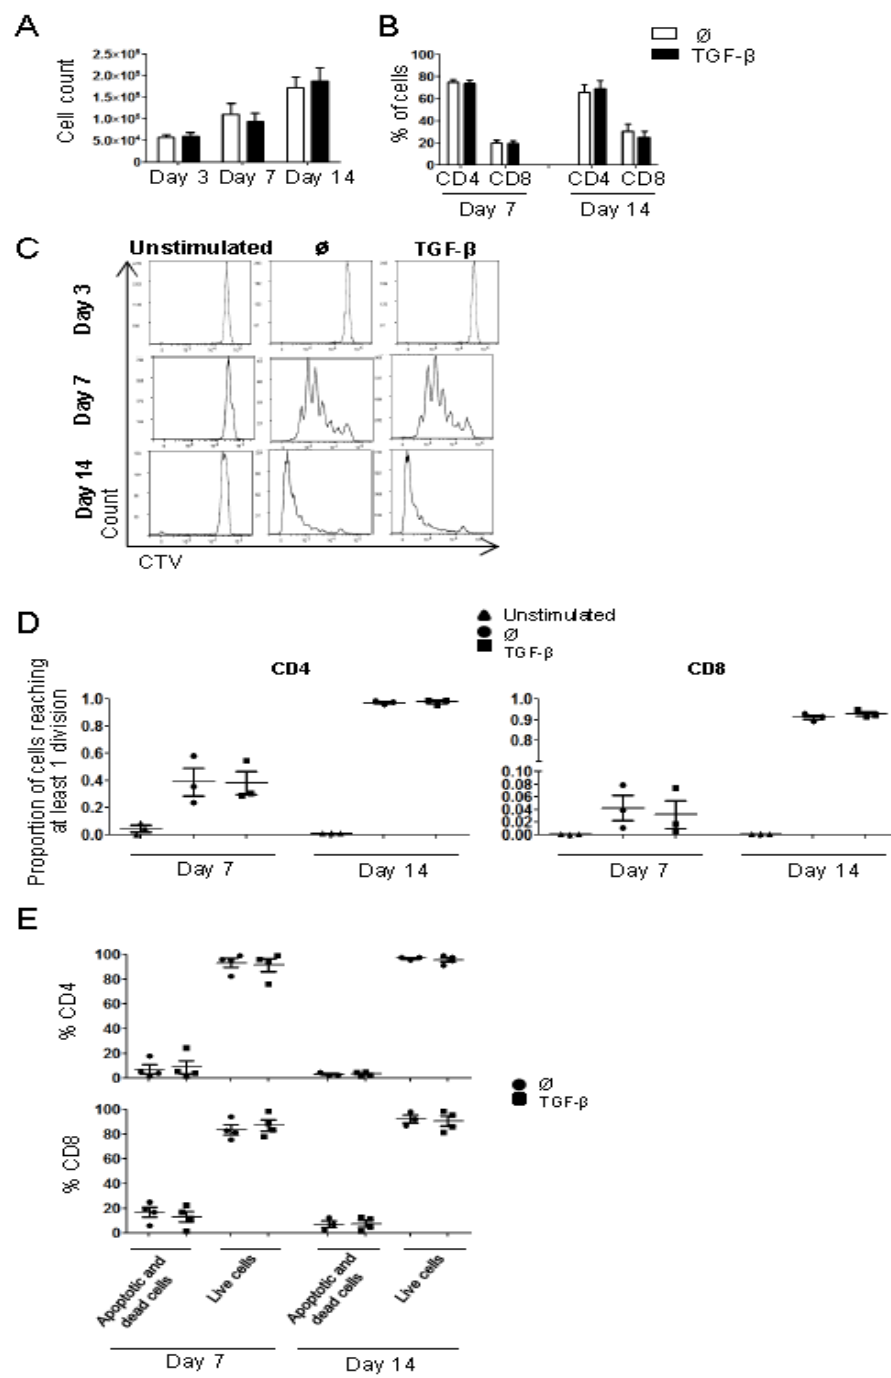 A
Cell count
2.5×10⁵
2.0×10⁵
1.5×10⁵
1.0×10⁵
5.0×10⁴
0
Day 3 Day 7 Day 14
B
Ø
TGF-β
% of cells
100
80
60
40
20
0
CD4 CD8 CD4 CD8
Day 7 Day 14
C
Unstimulated ø TGF-β
Day 3
Day 7
Day 14
Count
CTV
D
Unstimulated
Ø
TGF-β
CD4
CD8
Proportion of cells reaching
at least 1 division
1.0
0.8
0.6
0.4
0.2
0.0
Day 7 Day 14
1.0
0.9
0.8
0.10
0.08
0.06
0.04
0.02
0.00
Day 7 Day 14
E
% CD4
100
80
60
40
20
0
Ø
TGF-β
% CD8
100
80
60
40
20
0
Apoptotic and
dead cells
Live cells
Apoptotic and
dead cells
Live cells
Day 7 Day 14